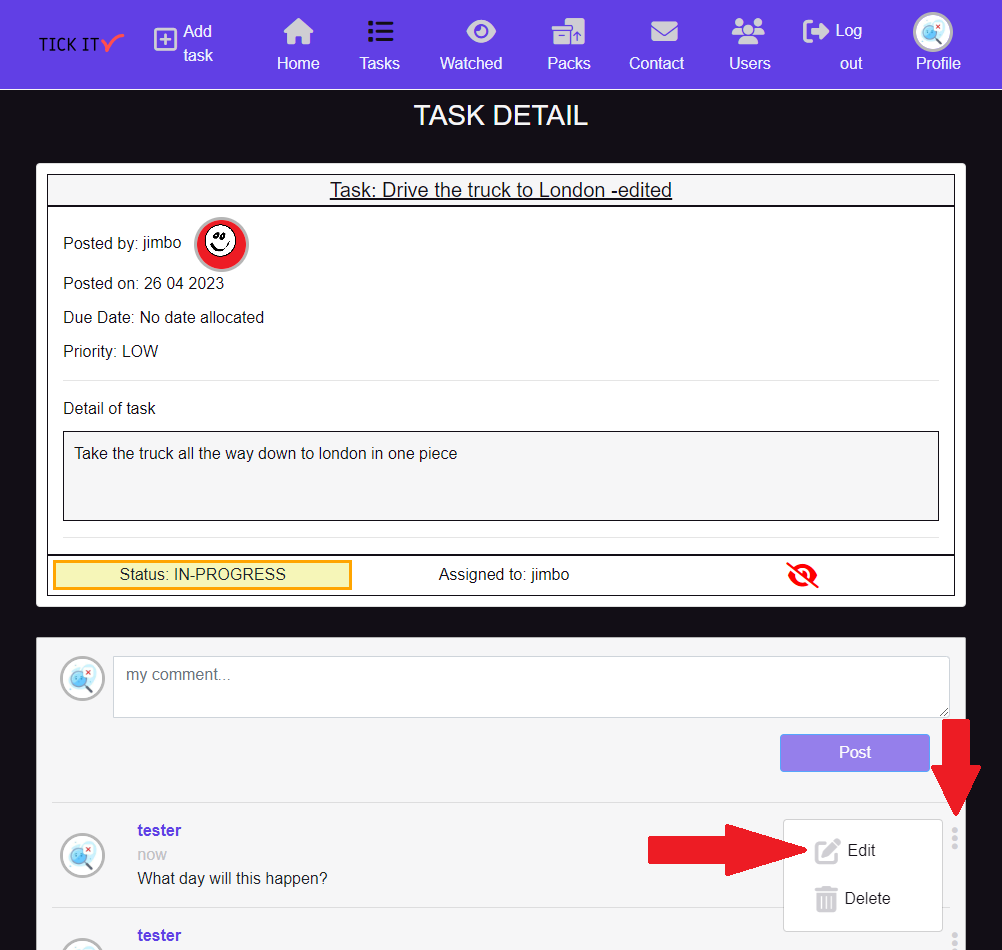 TICK IT
Add
task
Home
Tasks
Watched
Packs
Contact
Users
Log
out
Profile
TASK DETAIL
Task: Drive the truck to London -edited
Posted by: jimbo
Posted on: 26 04 2023
Due Date: No date allocated
Priority: LOW
Detail of task
Take the truck all the way down to london in one piece
Status: IN-PROGRESS
Assigned to: jimbo
my comment...
Post
tester
now
What day will this happen?
Edit
Delete
tester